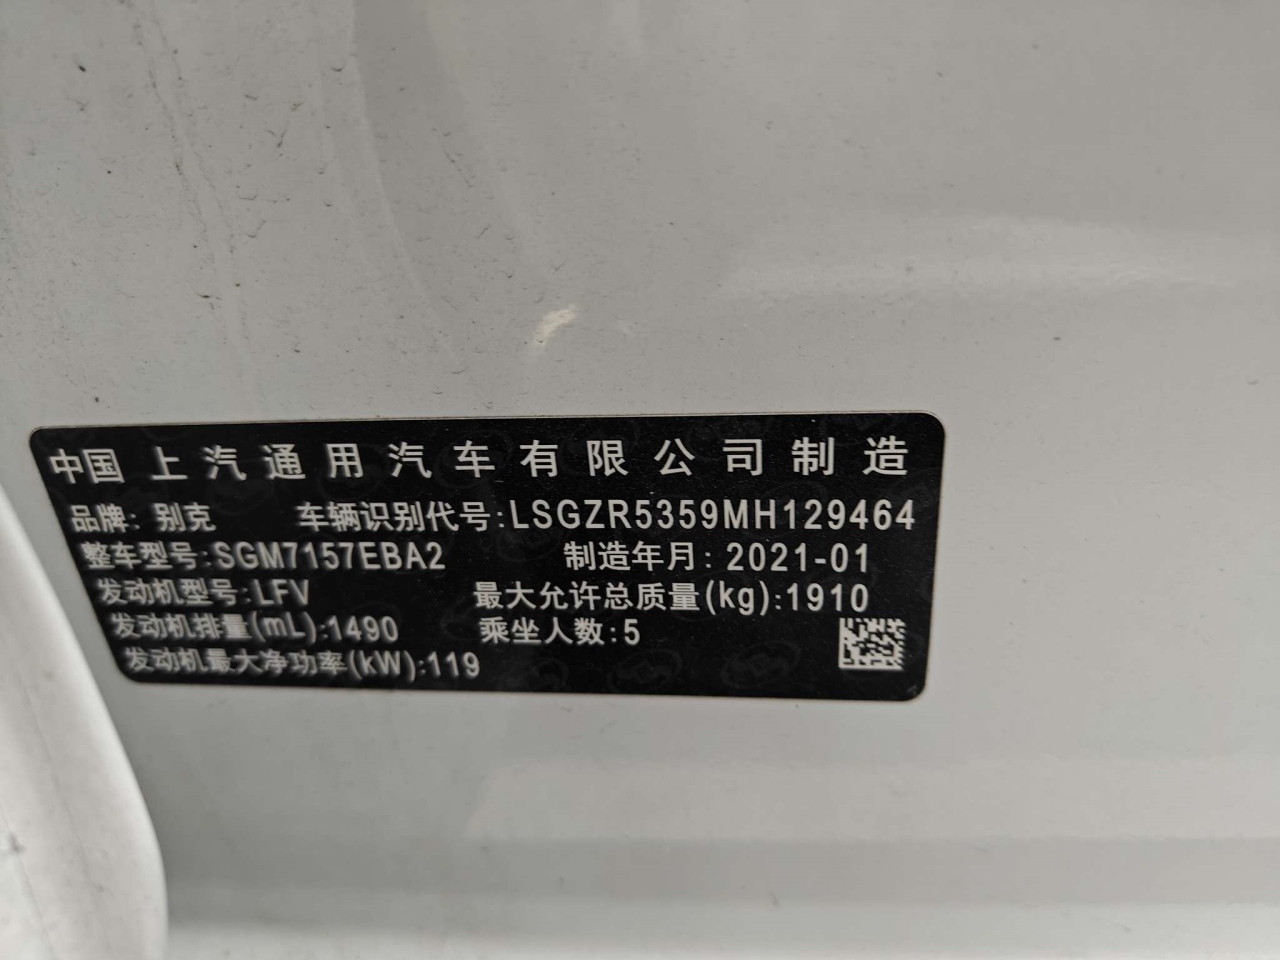 中国 上汽通用汽车有限公司制造
品牌: 别克 车辆识别代号:LSGZR5359MH129464
整车型号:SGM7157EBA2 制造年月: 2021-01
发动机型号:LFV 最大允许总质量(kg):1910
发动机排量(mL):1490 乘坐人数:5
发动机最大净功率(kW):119